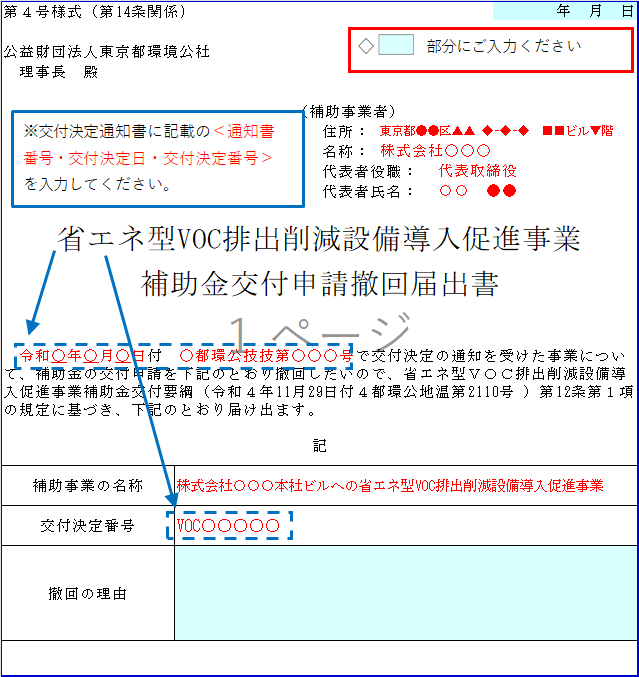 第４号様式（第14条関係）
年　月　日
◇　部分にご入力ください
公益財団法人東京都環境公社
理事長　殿
（補助事業者）
住所：　東京都●●区▲▲　◆-◆-◆　■■ビル▼階
名称：　株式会社〇〇〇
代表者役職：　代表取締役
代表者氏名：　〇〇　●●
※交付決定通知書に記載の＜通知書
番号・交付決定日・交付決定番号＞
を入力してください。
省エネ型VOC排出削減設備導入促進事業
補助金交付申請撤回届出書
1 ページ
令和〇年〇月〇日付　〇都環公技技第〇〇〇号で交付決定の通知を受けた事業につい
て、補助金の交付申請を下記のとおり撤回したいので、省エネ型ＶＯＣ排出削減設備導
入促進事業補助金交付要綱（令和４年11月29日付４都環公地温第2110号 ）第12条第１項
の規定に基づき、下記のとおり届け出ます。
記
補助事業の名称　株式会社〇〇〇本社ビルへの省エネ型VOC排出削減設備導入促進事業
交付決定番号　VOC〇〇〇〇〇
撤回の理由